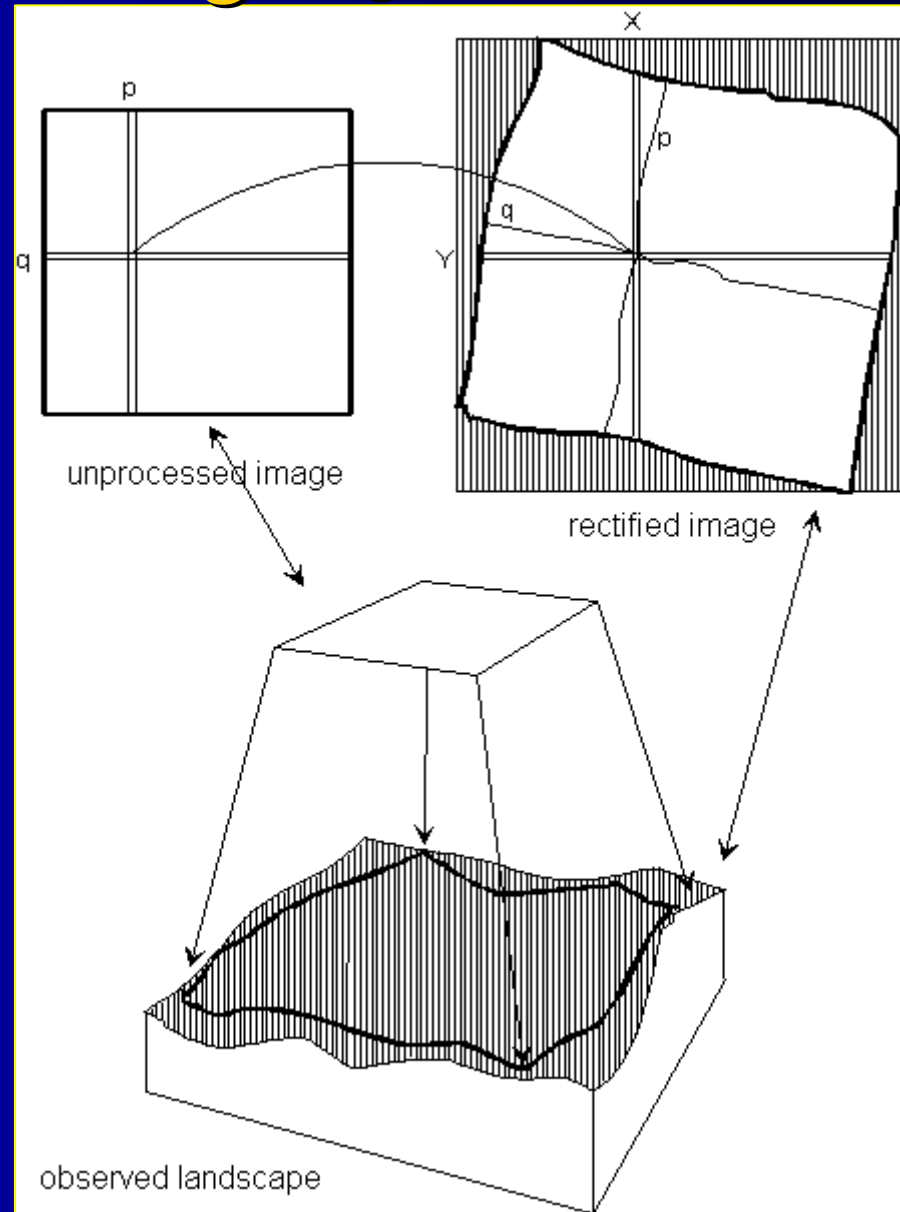 X
p
p
q
q
Y
unprocessed image
rectified image
observed landscape